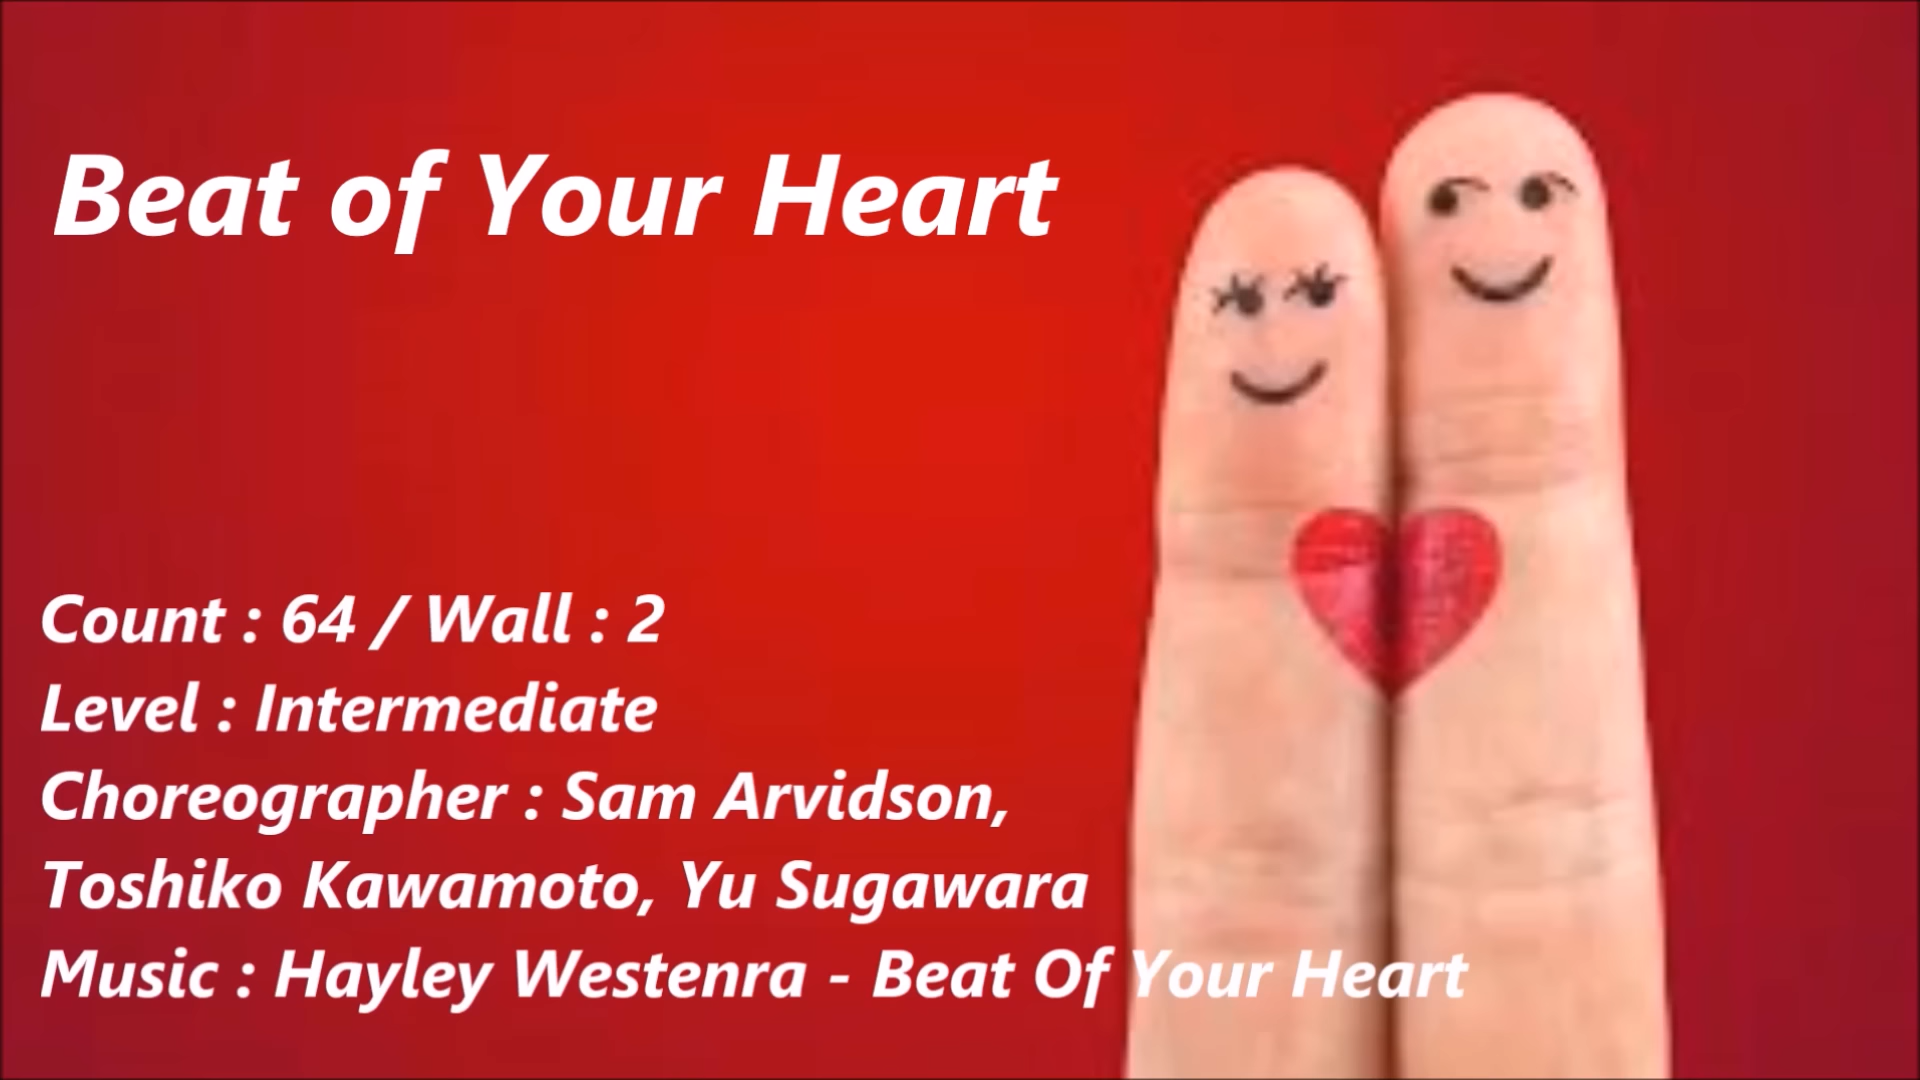 Beat of Your Heart
Count : 64 / Wall : 2
Level : Intermediate
Choreographer : Sam Arvidson,
Toshiko Kawamoto, Yu Sugawara
Music : Hayley Westenra - Beat Of Your Heart